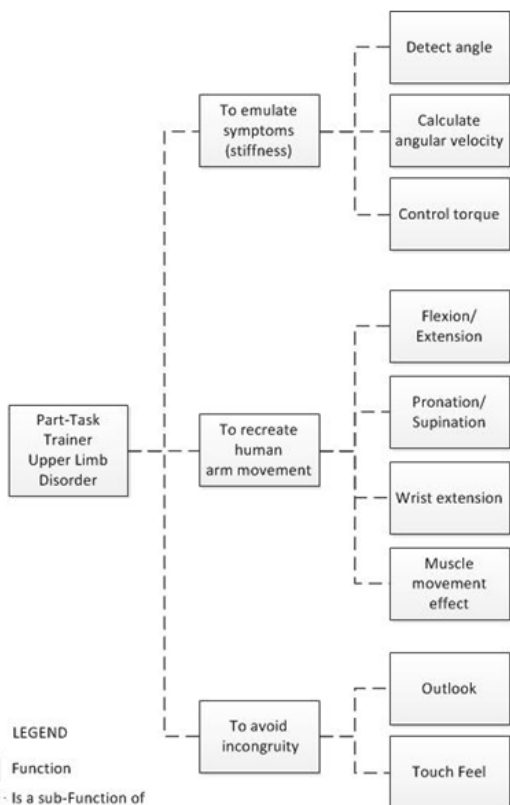 Detect angle
To emulate
symptoms
(stiffness)
Calculate
angular velocity
Control torque
Flexion/
Extension
Pronation/
Supination
Part-Task
Trainer
Upper Limb
Disorder
To recreate
human
arm movement
Wrist extension
Muscle
movement
effect
Outlook
To avoid
incongruity
Touch Feel
LEGEND
Function
Is a sub-Function of